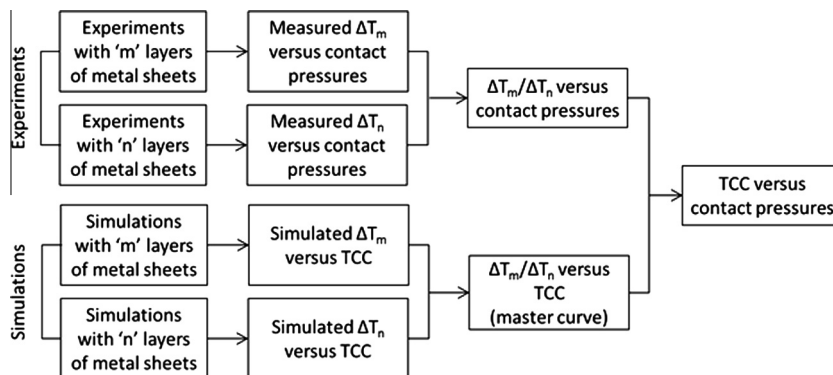 Experiments
Experiments
with ‘m’ layers
of metal sheets
Measured ΔTm
versus contact
pressures
Experiments
with ‘n’ layers
of metal sheets
Measured ΔTn
versus contact
pressures
ΔTm/ΔTn versus
contact pressures
Simulations
Simulations
with ‘m’ layers
of metal sheets
Simulated ΔTm
versus TCC
Simulations
with ‘n’ layers
of metal sheets
Simulated ΔTn
versus TCC
ΔTm/ΔTn versus
TCC
(master curve)
TCC versus
contact pressures